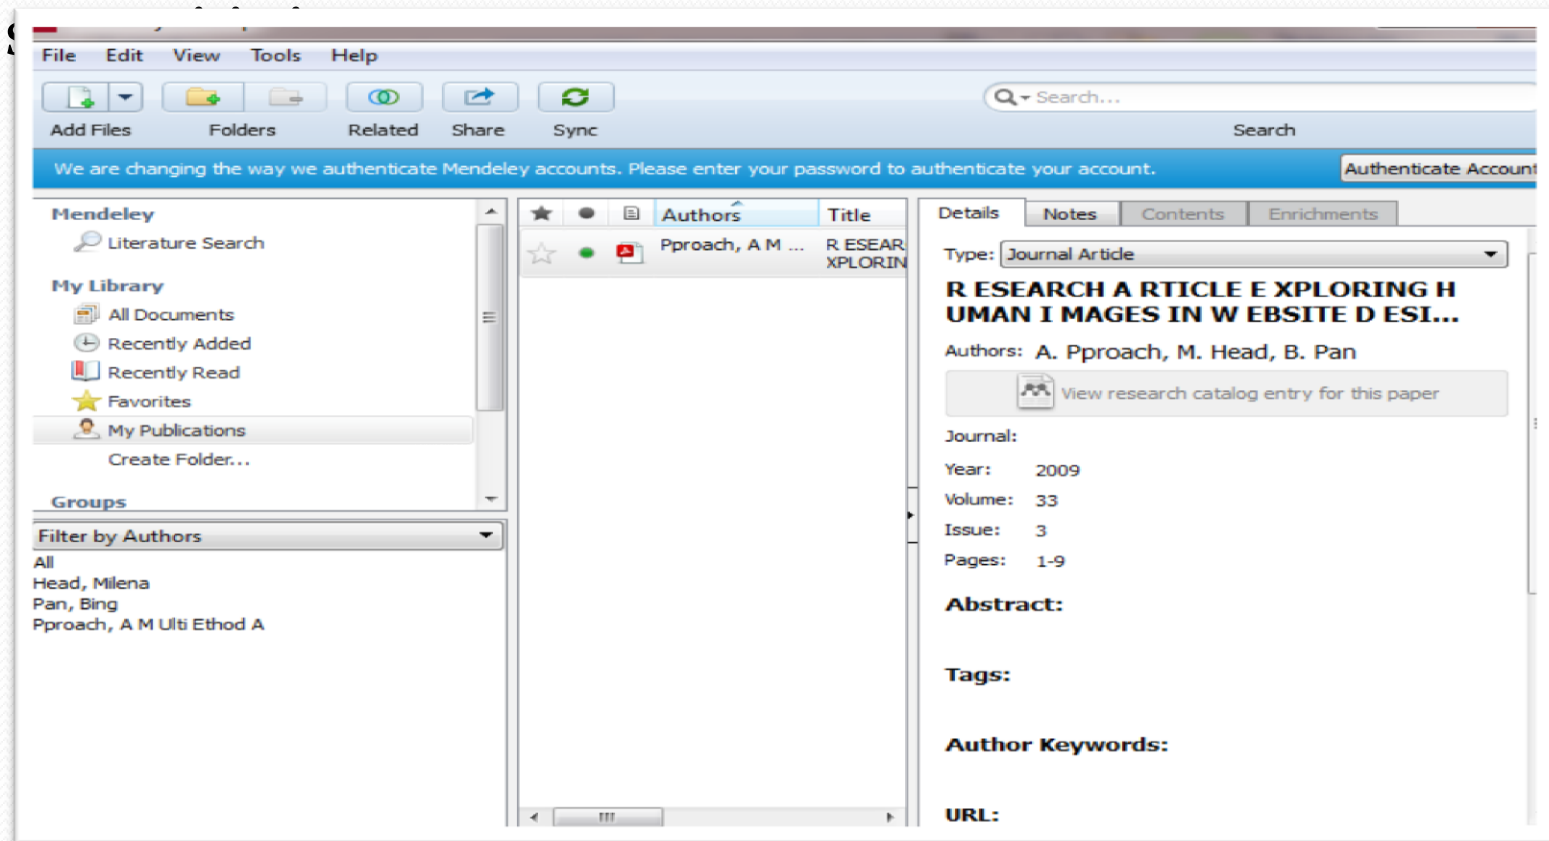 File Edit View Tools Help
Search...
Add Files Folders Related Share Sync Search
We are changing the way we authenticate Mendeley accounts. Please enter your password to authenticate your account. Authenticate Account
Mendeley
Literature Search
My Library
All Documents
Recently Added
Recently Read
Favorites
My Publications
Create Folder...
Groups
Filter by Authors
All
Head, Milena
Pan, Bing
Pproach, A M Ulti Ethod A
Authors Title
Pproach, A M ... R ESEAR
XPLORIN
Details Notes Contents Enrichments
Type: Journal Article
R ESEARCH A RTICLE E XPLORING H
UMAN I MAGES IN W EBSITE D ESI...
Authors: A. Pproach, M. Head, B. Pan
View research catalog entry for this paper
Journal:
Year: 2009
Volume: 33
Issue: 3
Pages: 1-9
Abstract:
Tags:
Author Keywords:
URL: